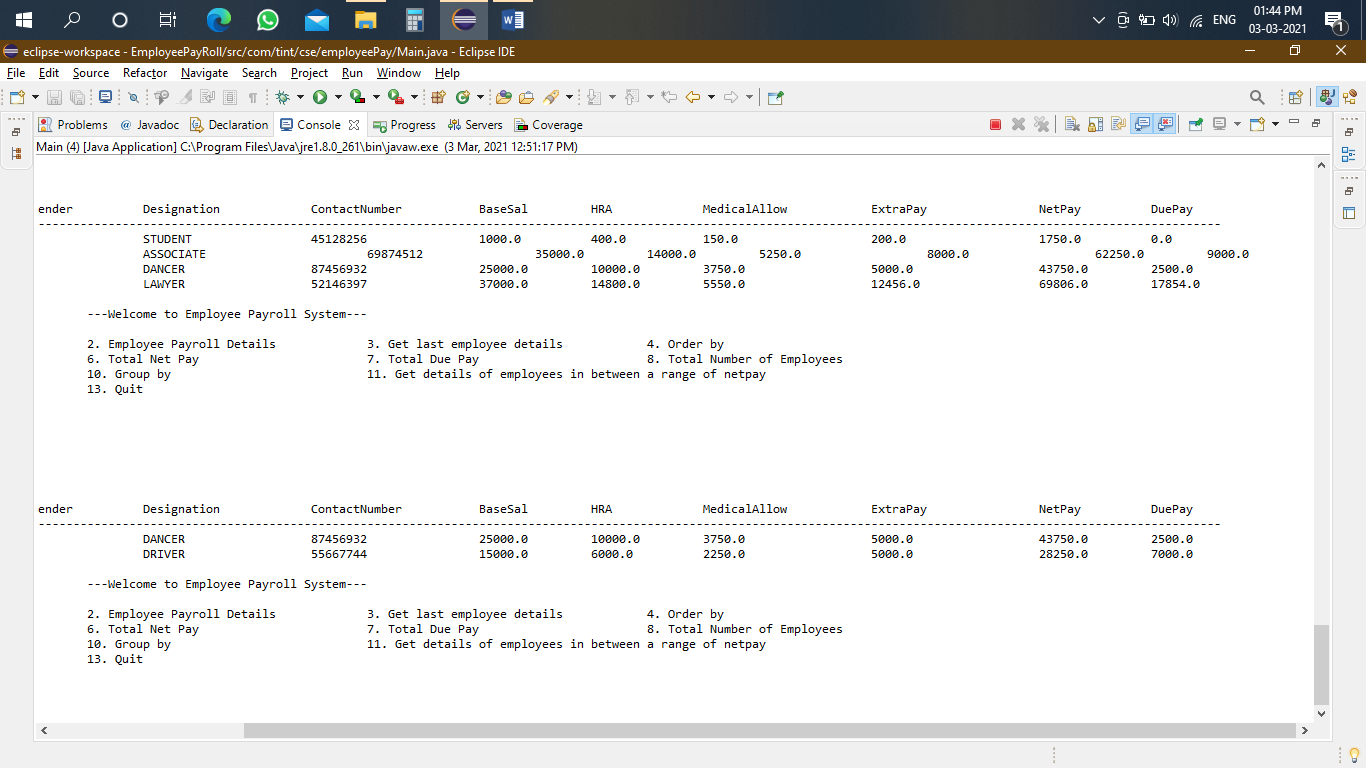 01:44 PM
ENG
03-03-2021
1
eclipse-workspace - EmployeePayRoll/src/com/tint/cse/employeePay/Main.java - Eclipse IDE
File Edit Source Refactor Navigate Search Project Run Window Help
Problems @ Javadoc Declaration Console Progress Servers Coverage
Main (4) [Java Application] C:\Program Files\Java\jre1.8.0_261\bin\javaw.exe (3 Mar, 2021 12:51:17 PM)
ender Designation ContactNumber BaseSal HRA MedicalAllow ExtraPay NetPay DuePay
STUDENT 45128256 1000.0 400.0 150.0 200.0 1750.0 0.0
ASSOCIATE 69874512 35000.0 14000.0 5250.0 8000.0 62250.0 9000.0
DANCER 87456932 25000.0 10000.0 3750.0 5000.0 43750.0 2500.0
LAWYER 52146397 37000.0 14800.0 5550.0 12456.0 69806.0 17854.0
---Welcome to Employee Payroll System---
2. Employee Payroll Details 3. Get last employee details 4. Order by
6. Total Net Pay 7. Total Due Pay 8. Total Number of Employees
10. Group by 11. Get details of employees in between a range of netpay
13. Quit
ender Designation ContactNumber BaseSal HRA MedicalAllow ExtraPay NetPay DuePay
DANCER 87456932 25000.0 10000.0 3750.0 5000.0 43750.0 2500.0
DRIVER 55667744 15000.0 6000.0 2250.0 5000.0 28250.0 7000.0
---Welcome to Employee Payroll System---
2. Employee Payroll Details 3. Get last employee details 4. Order by
6. Total Net Pay 7. Total Due Pay 8. Total Number of Employees
10. Group by 11. Get details of employees in between a range of netpay
13. Quit